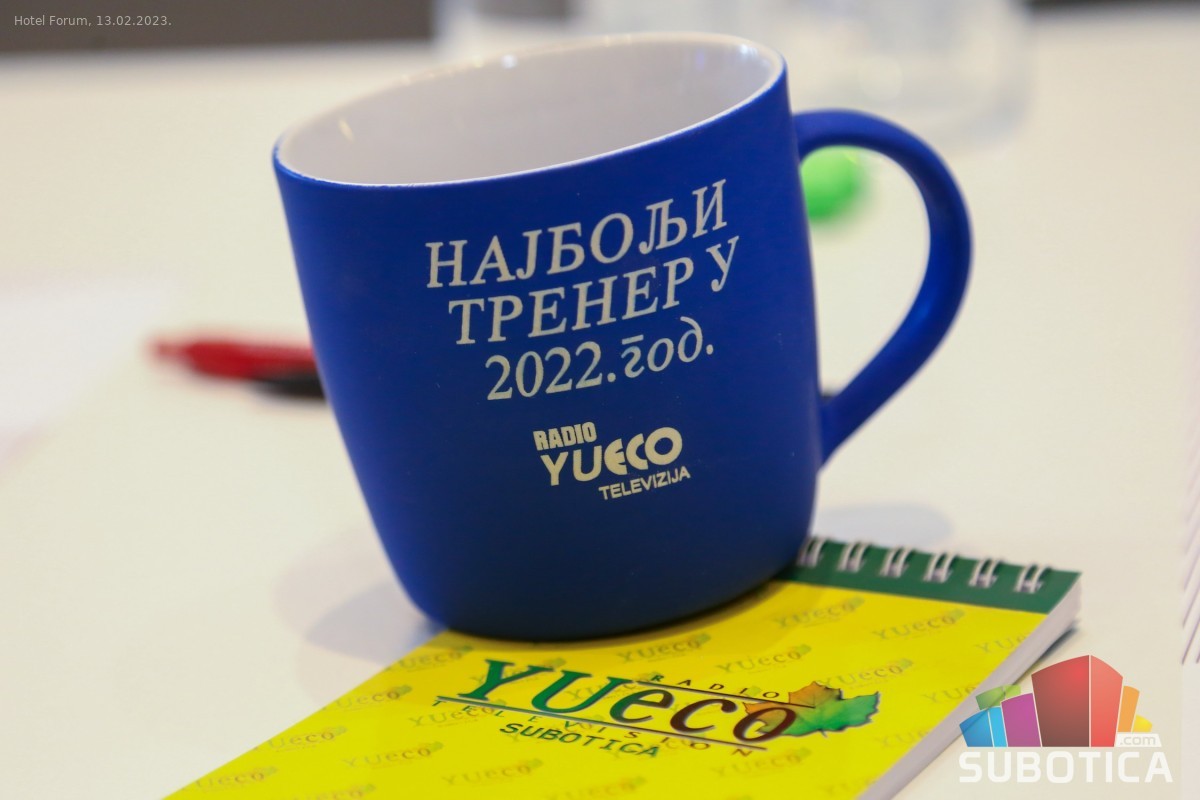 Hotel Forum, 13.02.2023.
НАЈБОЉИ
ТРЕНЕР У
2022. год.
RADIO
YUECO
TELEVIZIJA
RADIO
YUeco
TELEVISION
SUBOTICA
.com
SUBOTICA